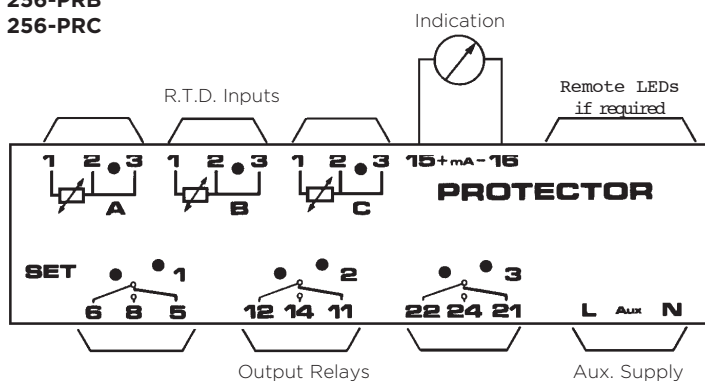 256-PRB
256-PRC
Indication
R.T.D. Inputs
Remote LEDs
if required
1 2 3 1 2 3 1 2 3 15+mA-16
A B C PROTECTOR
SET 1 2 3
6 8 5 12 14 11 22 24 21 L Aux N
Output Relays Aux. Supply